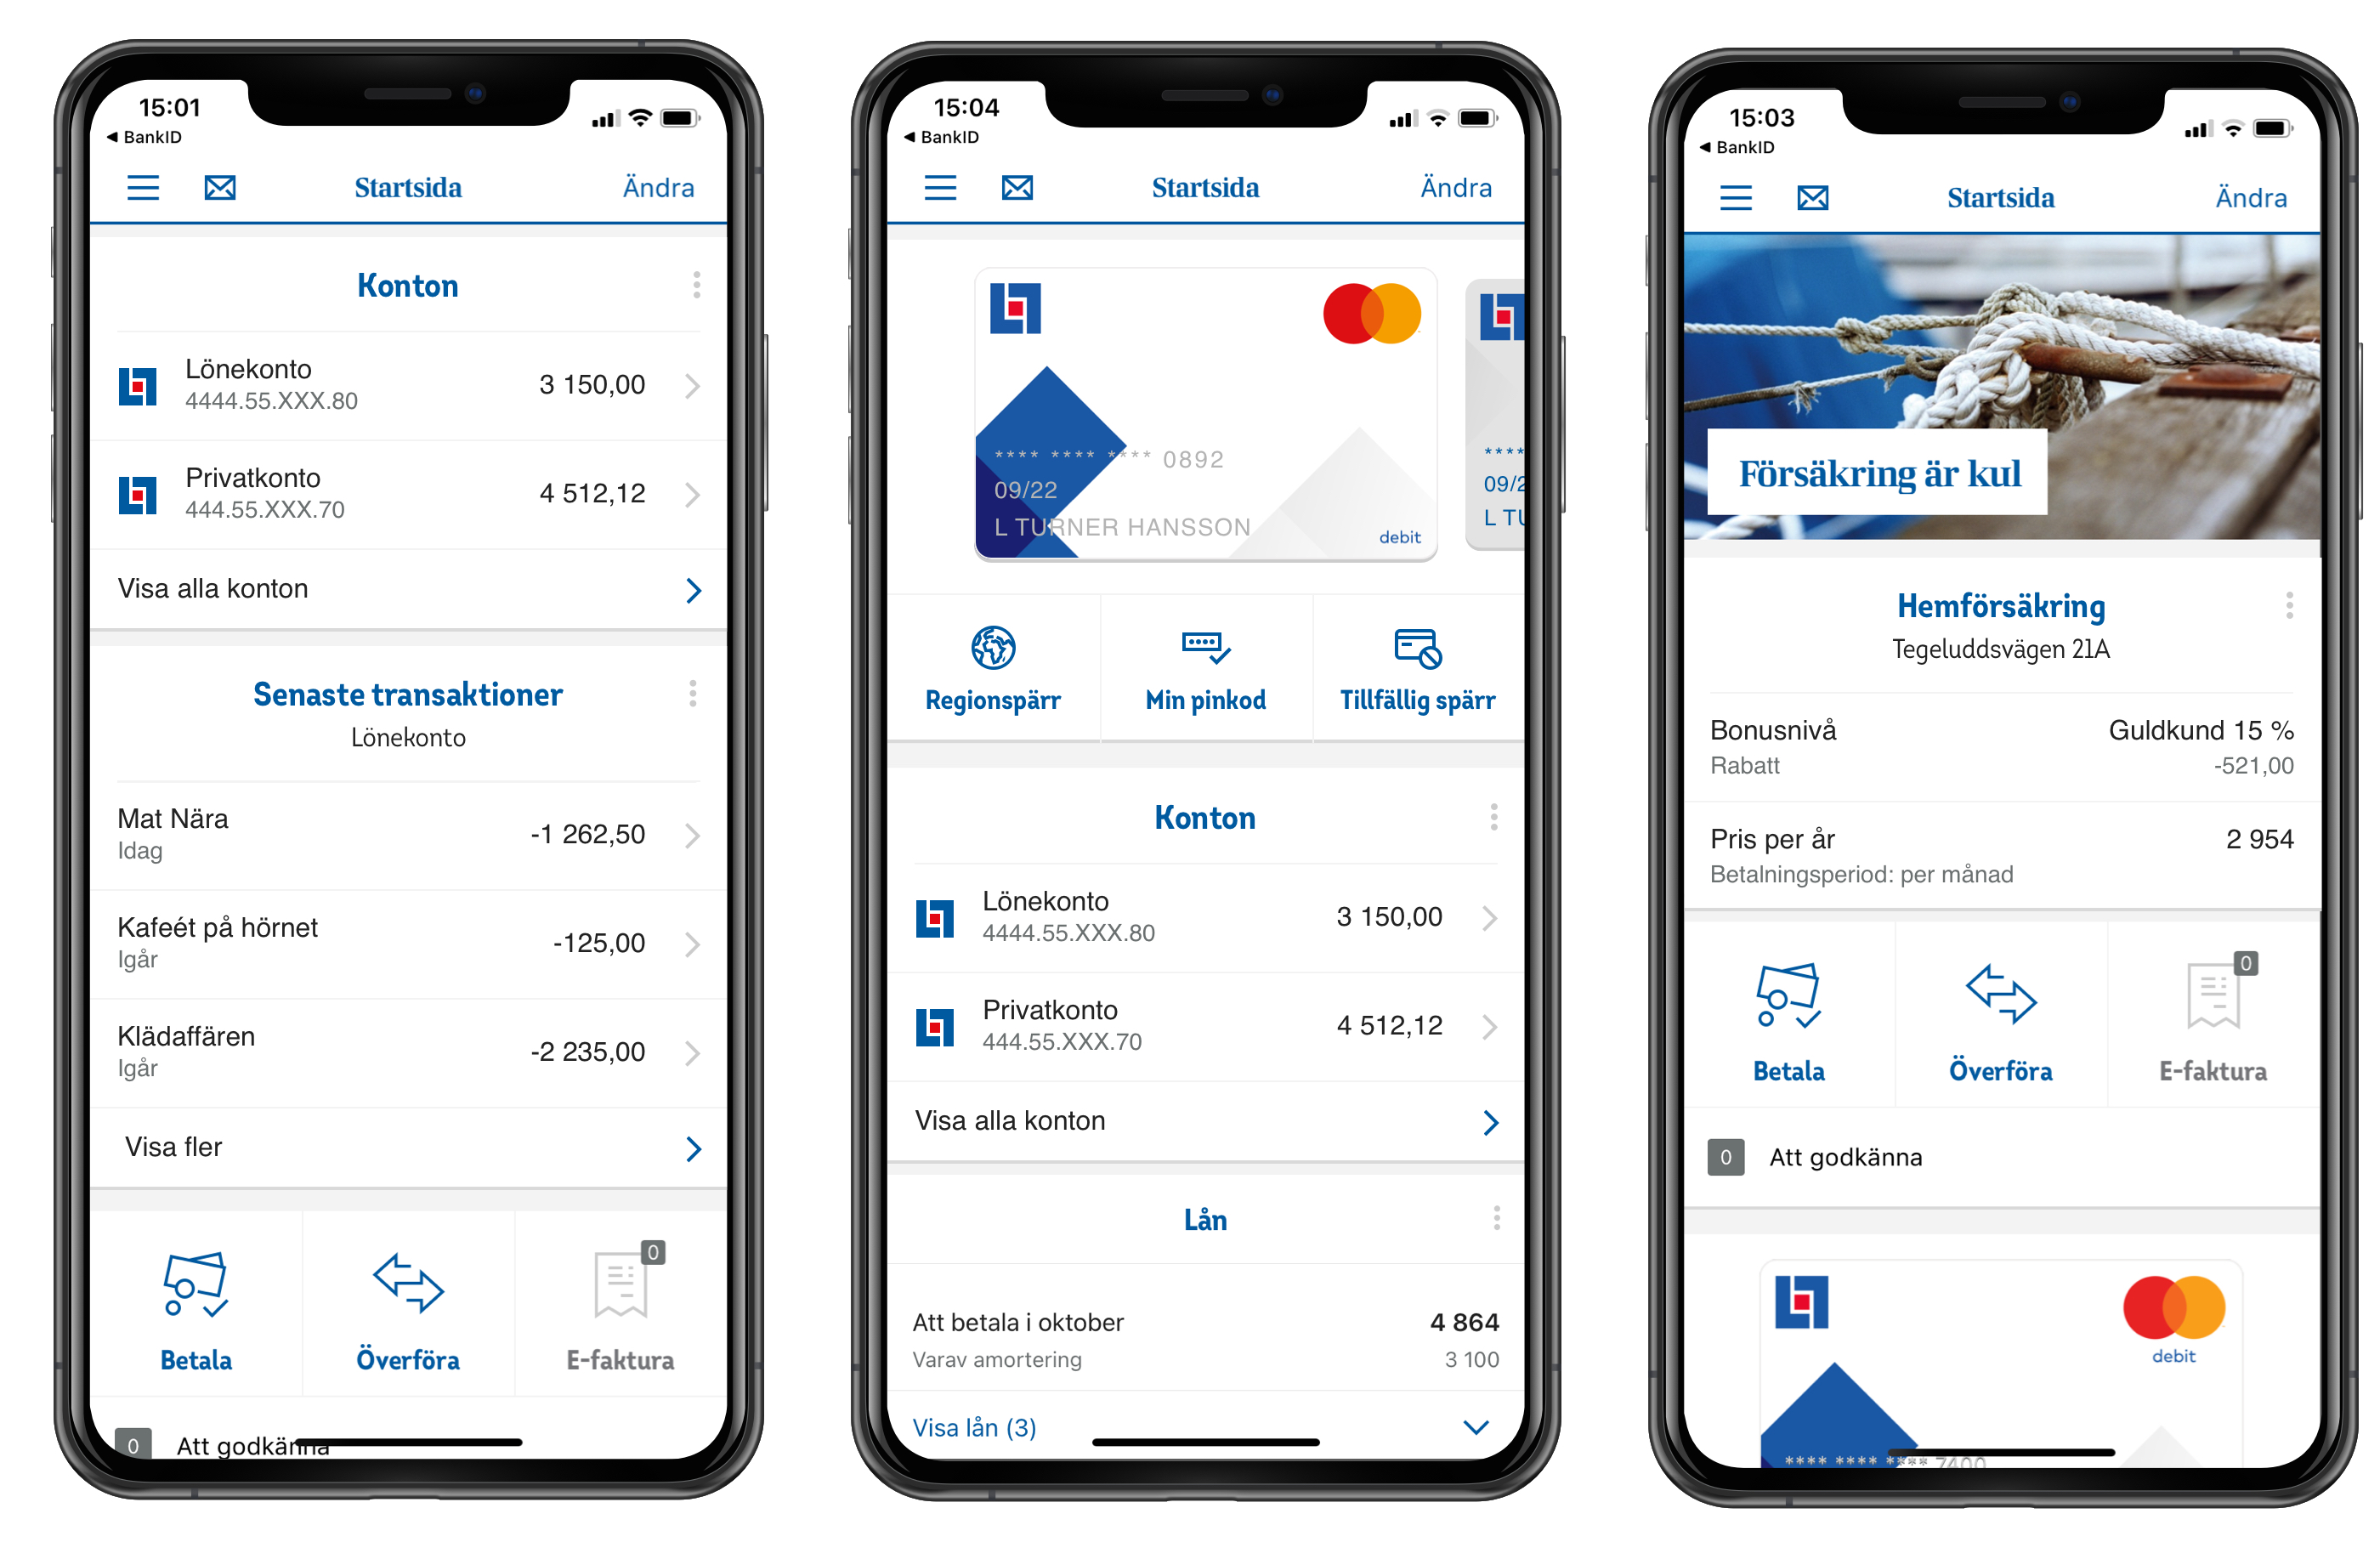 15:01
BankID
Startsida
Ändra
Konton
Lönekonto
3 150,00
4444.55.XXX.80
Privatkonto
4 512,12
444.55.XXX.70
Visa alla konton
Senaste transaktioner
Lönekonto
Mat Nära
-1 262,50
Idag
Kafeét på hörnet
-125,00
Igår
Klädaffären
-2 235,00
Igår
Visa fler
0
Betala
Överföra
E-faktura
0
Att godkänna
15:04
BankID
Startsida
Ändra
**** **** **** 0892
09/22
L TURNER HANSSON
debit
****
09/2
L TU
Regionspärr
Min pinkod
Tillfällig spärr
Konton
Lönekonto
3 150,00
4444.55.XXX.80
Privatkonto
4 512,12
444.55.XXX.70
Visa alla konton
Lån
Att betala i oktober
4 864
Varav amortering
3 100
Visa lån (3)
15:03
BankID
Startsida
Ändra
Försäkring är kul
Hemförsäkring
Tegeluddsvägen 21A
Bonusnivå
Guldkund 15 %
Rabatt
-521,00
Pris per år
2 954
Betalningsperiod: per månad
0
Betala
Överföra
E-faktura
0
Att godkänna
debit
**** **** **** 7400